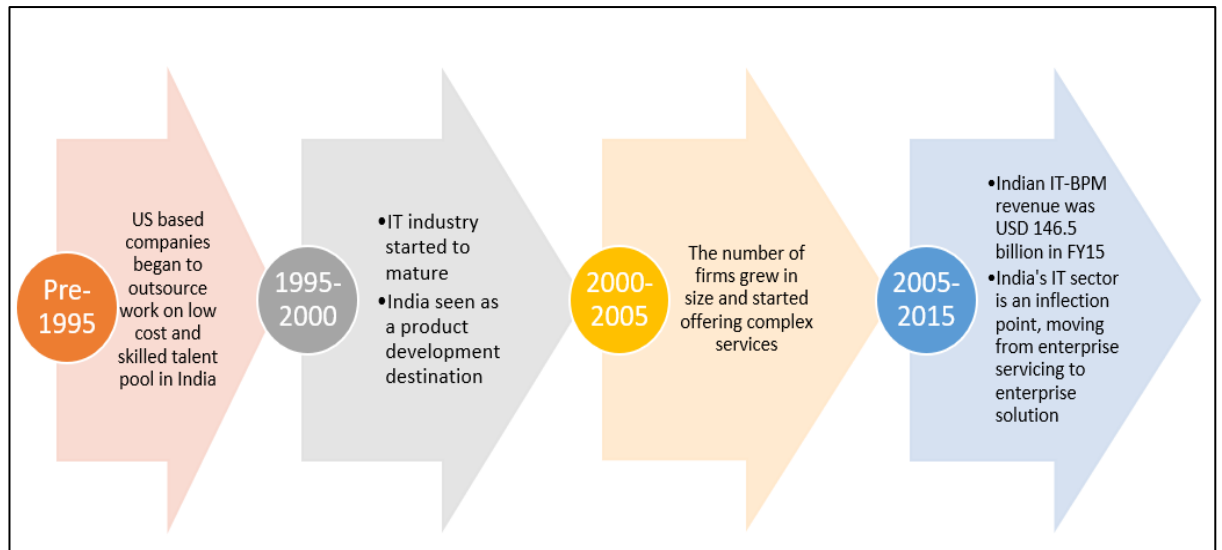 Pre-
1995
US based
companies
began to
outsource
work on low
cost and
skilled talent
pool in India
1995-
2000
•IT industry
started to
mature
•India seen as
a product
development
destination
2000-
2005
The number of
firms grew in
size and started
offering complex
services
2005-
2015
•Indian IT-BPM
revenue was
USD 146.5
billion in FY15
•India's IT sector
is an inflection
point, moving
from enterprise
servicing to
enterprise
solution